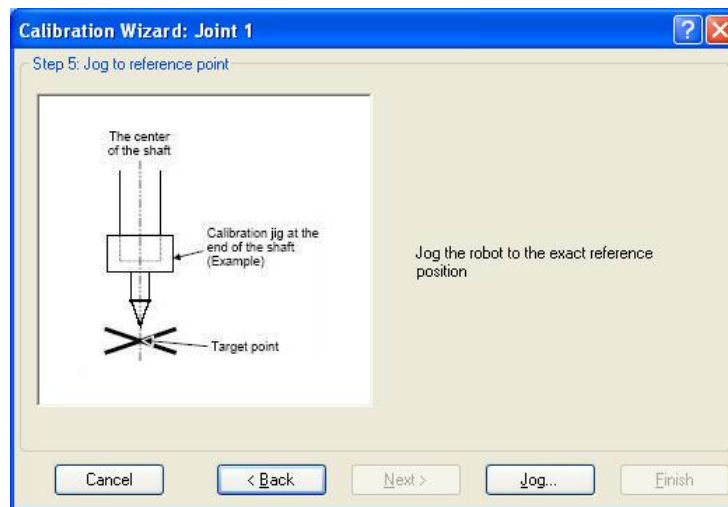 Calibration Wizard: Joint 1
Step 5: Jog to reference point
The center
of the shaft
Calibration jig at the
end of the shaft
(Example)
Target point
Jog the robot to the exact reference
position
Cancel
< Back
Next >
Jog...
Finish